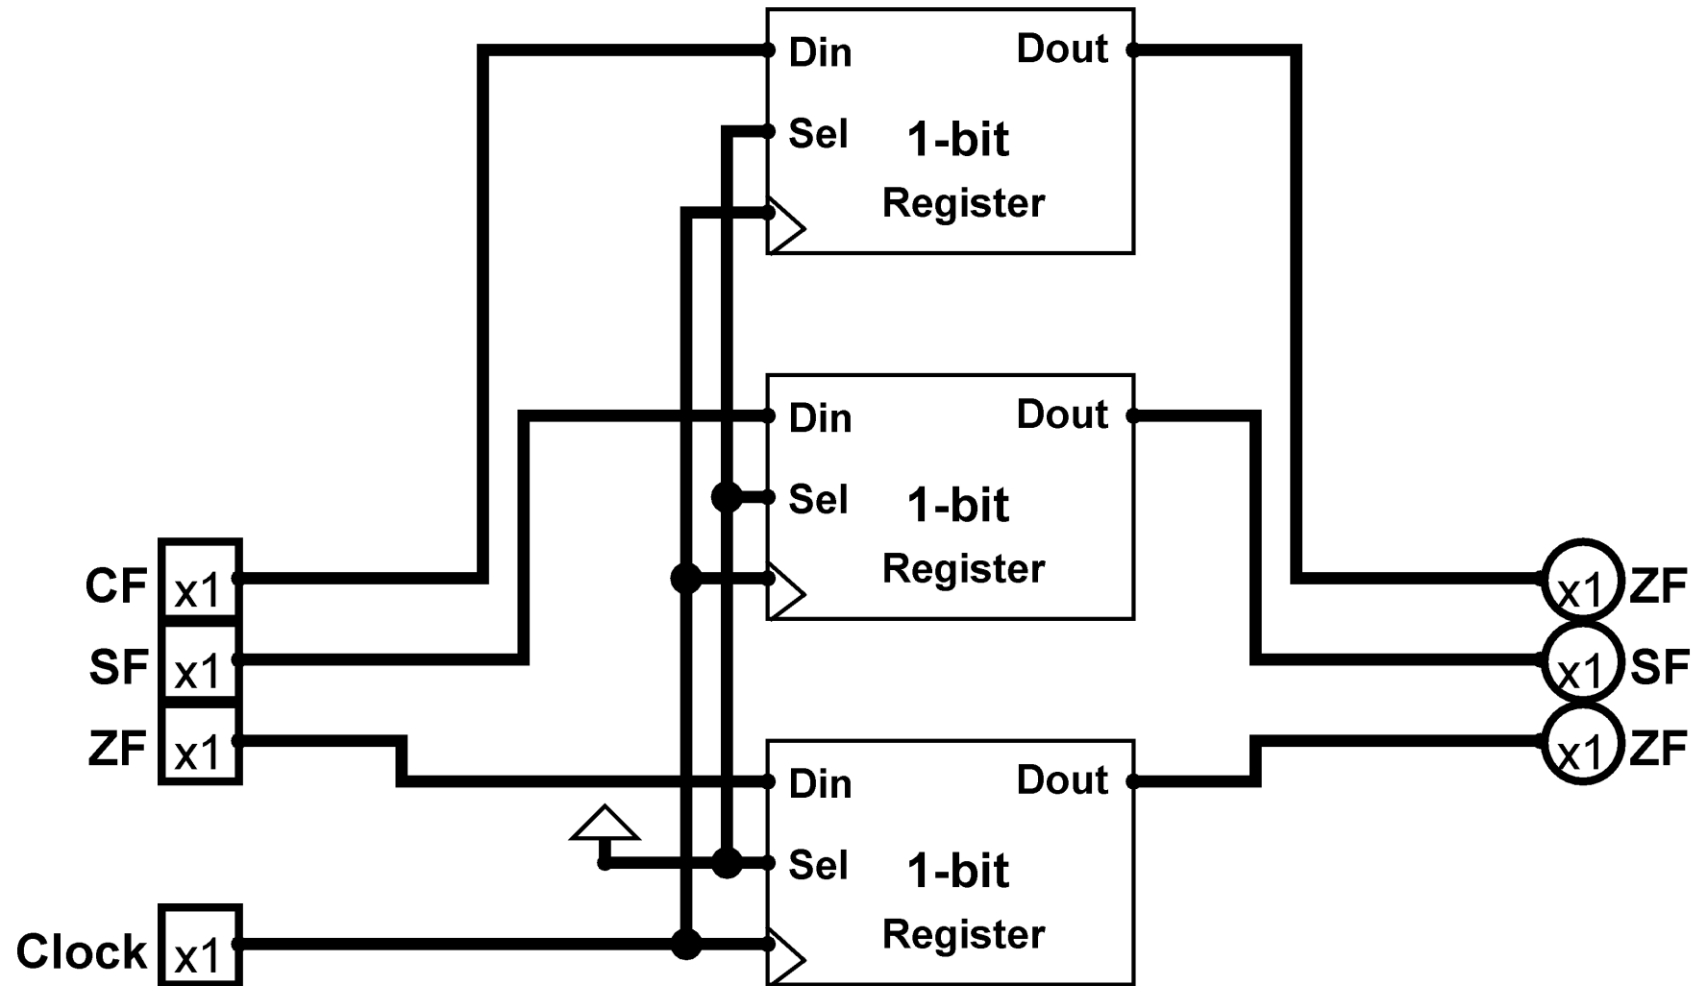 Din Dout
Sel 1-bit
Register
Din Dout
Sel 1-bit
Register
CF x1
SF x1
ZF x1
x1 ZF
x1 SF
x1 ZF
Din Dout
Sel 1-bit
Register
Clock x1